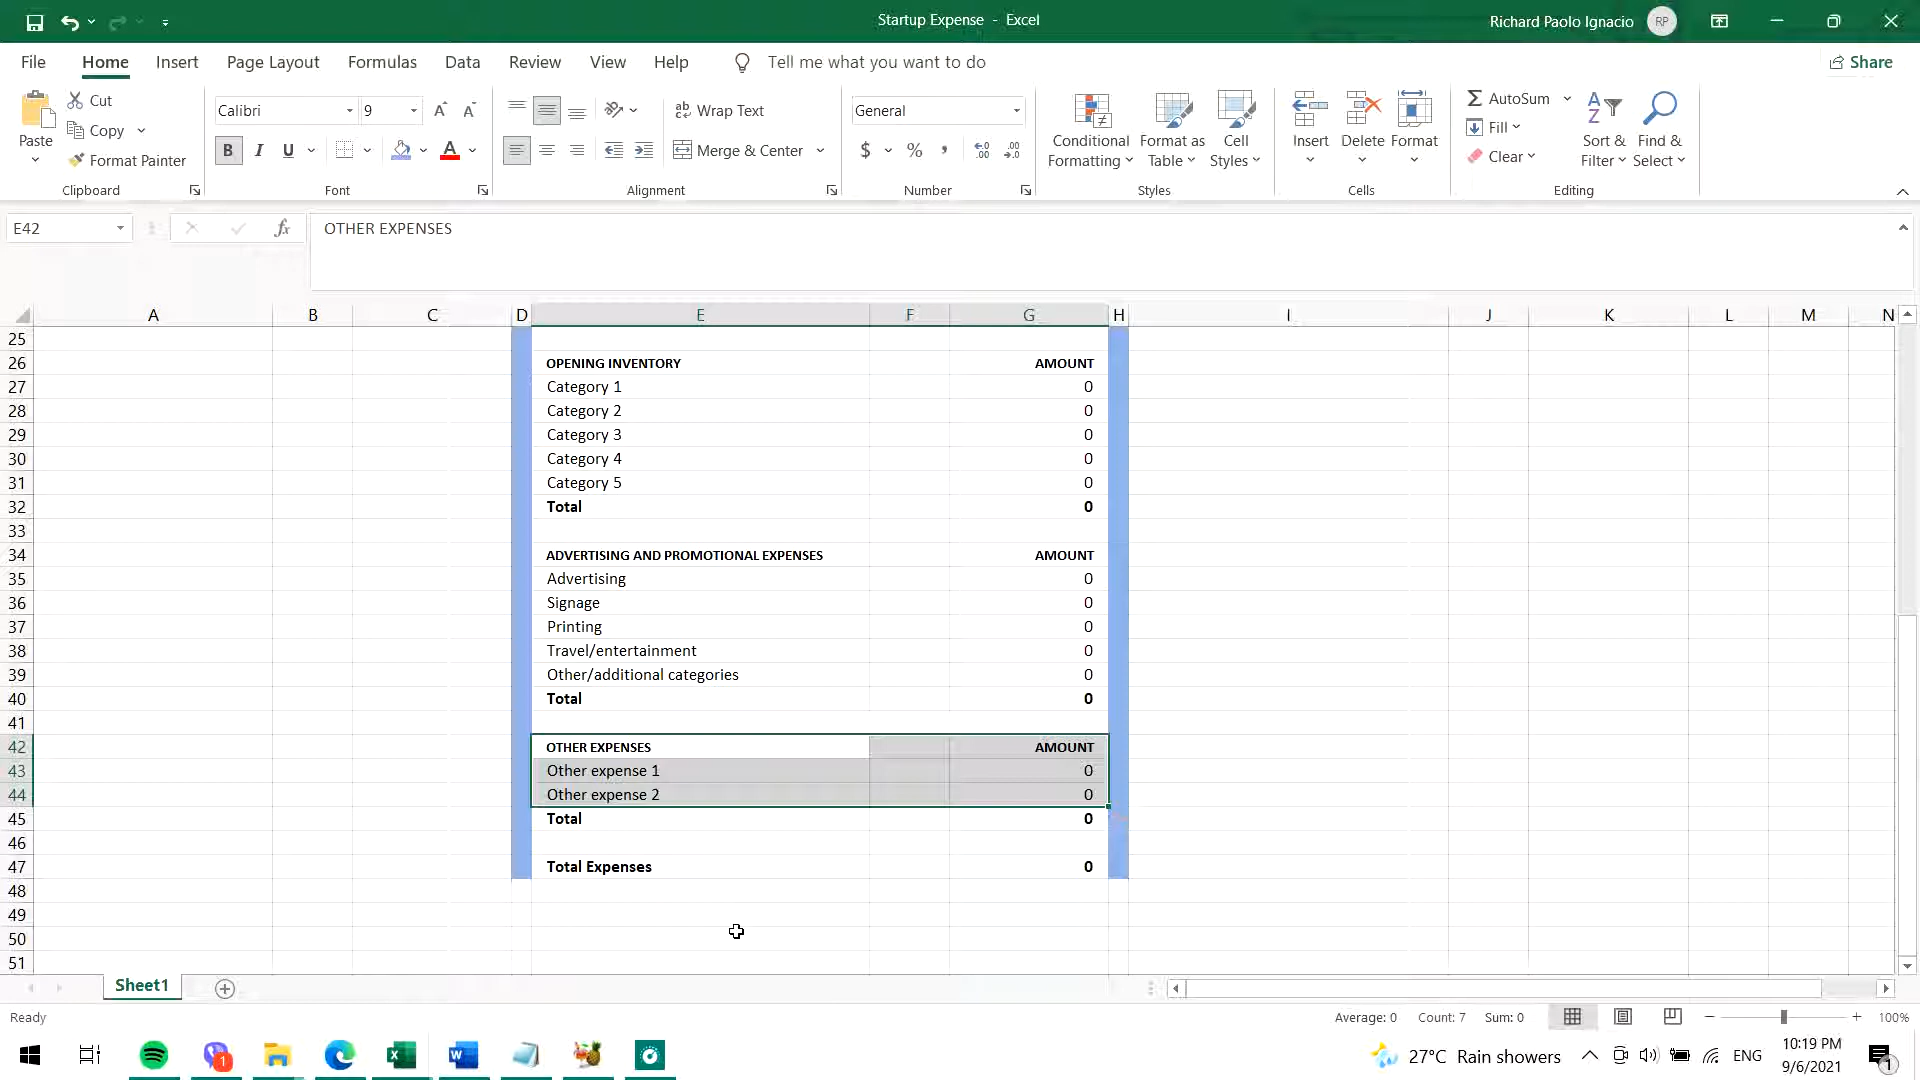 Startup Expense - Excel
Richard Paolo Ignacio RP
File Home Insert Page Layout Formulas Data Review View Help Tell me what you want to do Share
Paste Cut Copy Format Painter Clipboard
Calibri 9 A A B I U A Font
ab Wrap Text Merge & Center Alignment
General $ % , Number
Conditional Formatting Format as Table Cell Styles Styles
Insert Delete Format Cells
AutoSum Fill Clear Sort & Filter Find & Select Editing
E42 fx OTHER EXPENSES
A B C D E F G H I J K L M N
25
26 OPENING INVENTORY AMOUNT
27 Category 1 0
28 Category 2 0
29 Category 3 0
30 Category 4 0
31 Category 5 0
32 Total 0
33
34 ADVERTISING AND PROMOTIONAL EXPENSES AMOUNT
35 Advertising 0
36 Signage 0
37 Printing 0
38 Travel/entertainment 0
39 Other/additional categories 0
40 Total 0
41
42 OTHER EXPENSES AMOUNT
43 Other expense 1 0
44 Other expense 2 0
45 Total 0
46
47 Total Expenses 0
48
49
50
51
Sheet1
Ready Average: 0 Count: 7 Sum: 0 100%
1 27°C Rain showers ENG 10:19 PM 1
9/6/2021